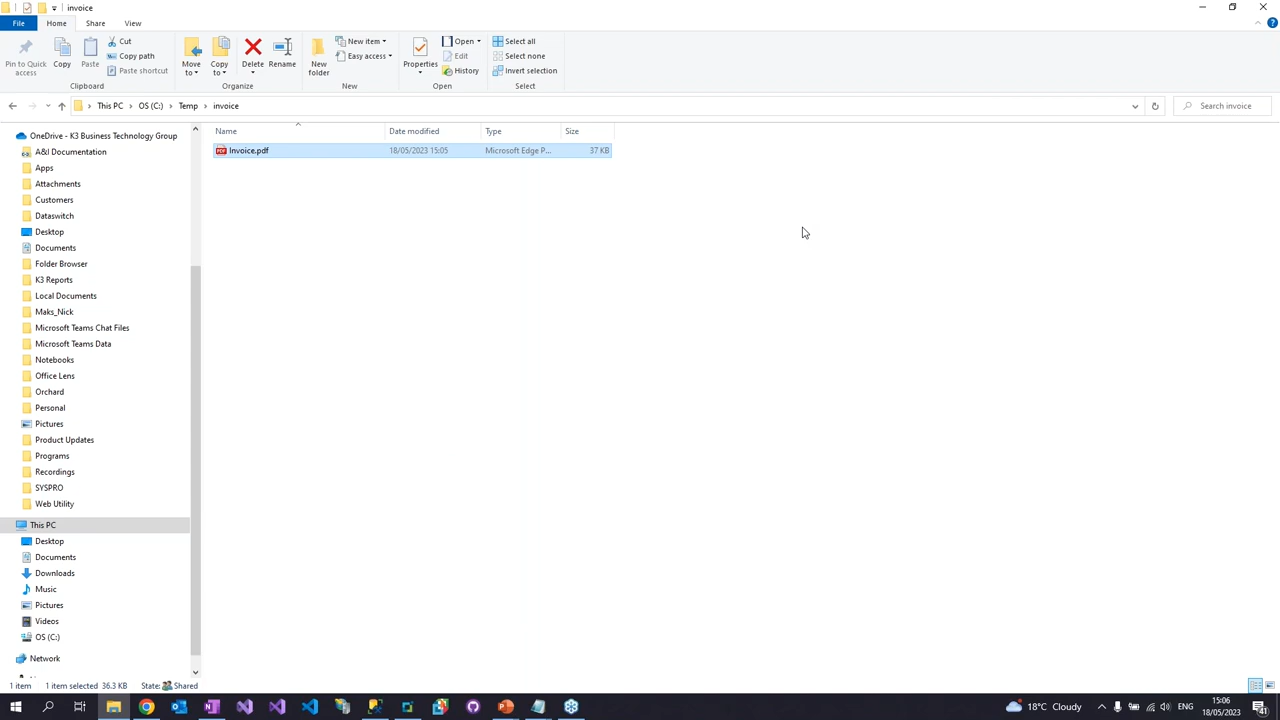 invoice
File
Home
Share
View
Pin to Quick access
Copy
Paste
Cut
Copy path
Paste shortcut
Clipboard
Move to
Copy to
Delete
Rename
Organize
New folder
New item
Easy access
New
Properties
Open
Edit
History
Open
Select all
Select none
Invert selection
Select
This PC > OS (C:) > Temp > invoice
Search invoice
Name
Date modified
Type
Size
Invoice.pdf
18/05/2023 15:05
Microsoft Edge P...
37 KB
OneDrive - K3 Business Technology Group
A&I Documentation
Apps
Attachments
Customers
Dataswitch
Desktop
Documents
Folder Browser
K3 Reports
Local Documents
Maks_Nick
Microsoft Teams Chat Files
Microsoft Teams Data
Notebooks
Office Lens
Orchard
Personal
Pictures
Product Updates
Programs
Recordings
SYSPRO
Web Utility
This PC
Desktop
Documents
Downloads
Music
Pictures
Videos
OS (C:)
Network
1 item
1 item selected 36.3 KB
State: Shared
18°C Cloudy
15:06
18/05/2023
41